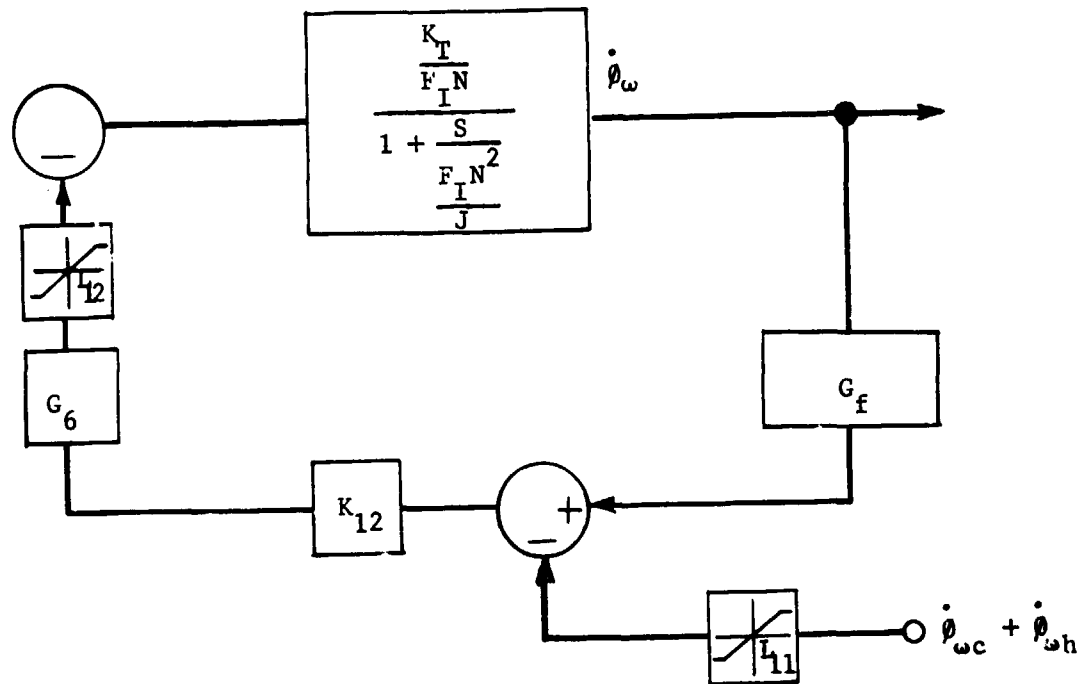 K_T
F_I N
1 + S
F_I N^2
J
φ̇_ω
−
L_12
G_6
G_f
K_12
+
−
L_11
φ̇_ωc + φ̇_ωh